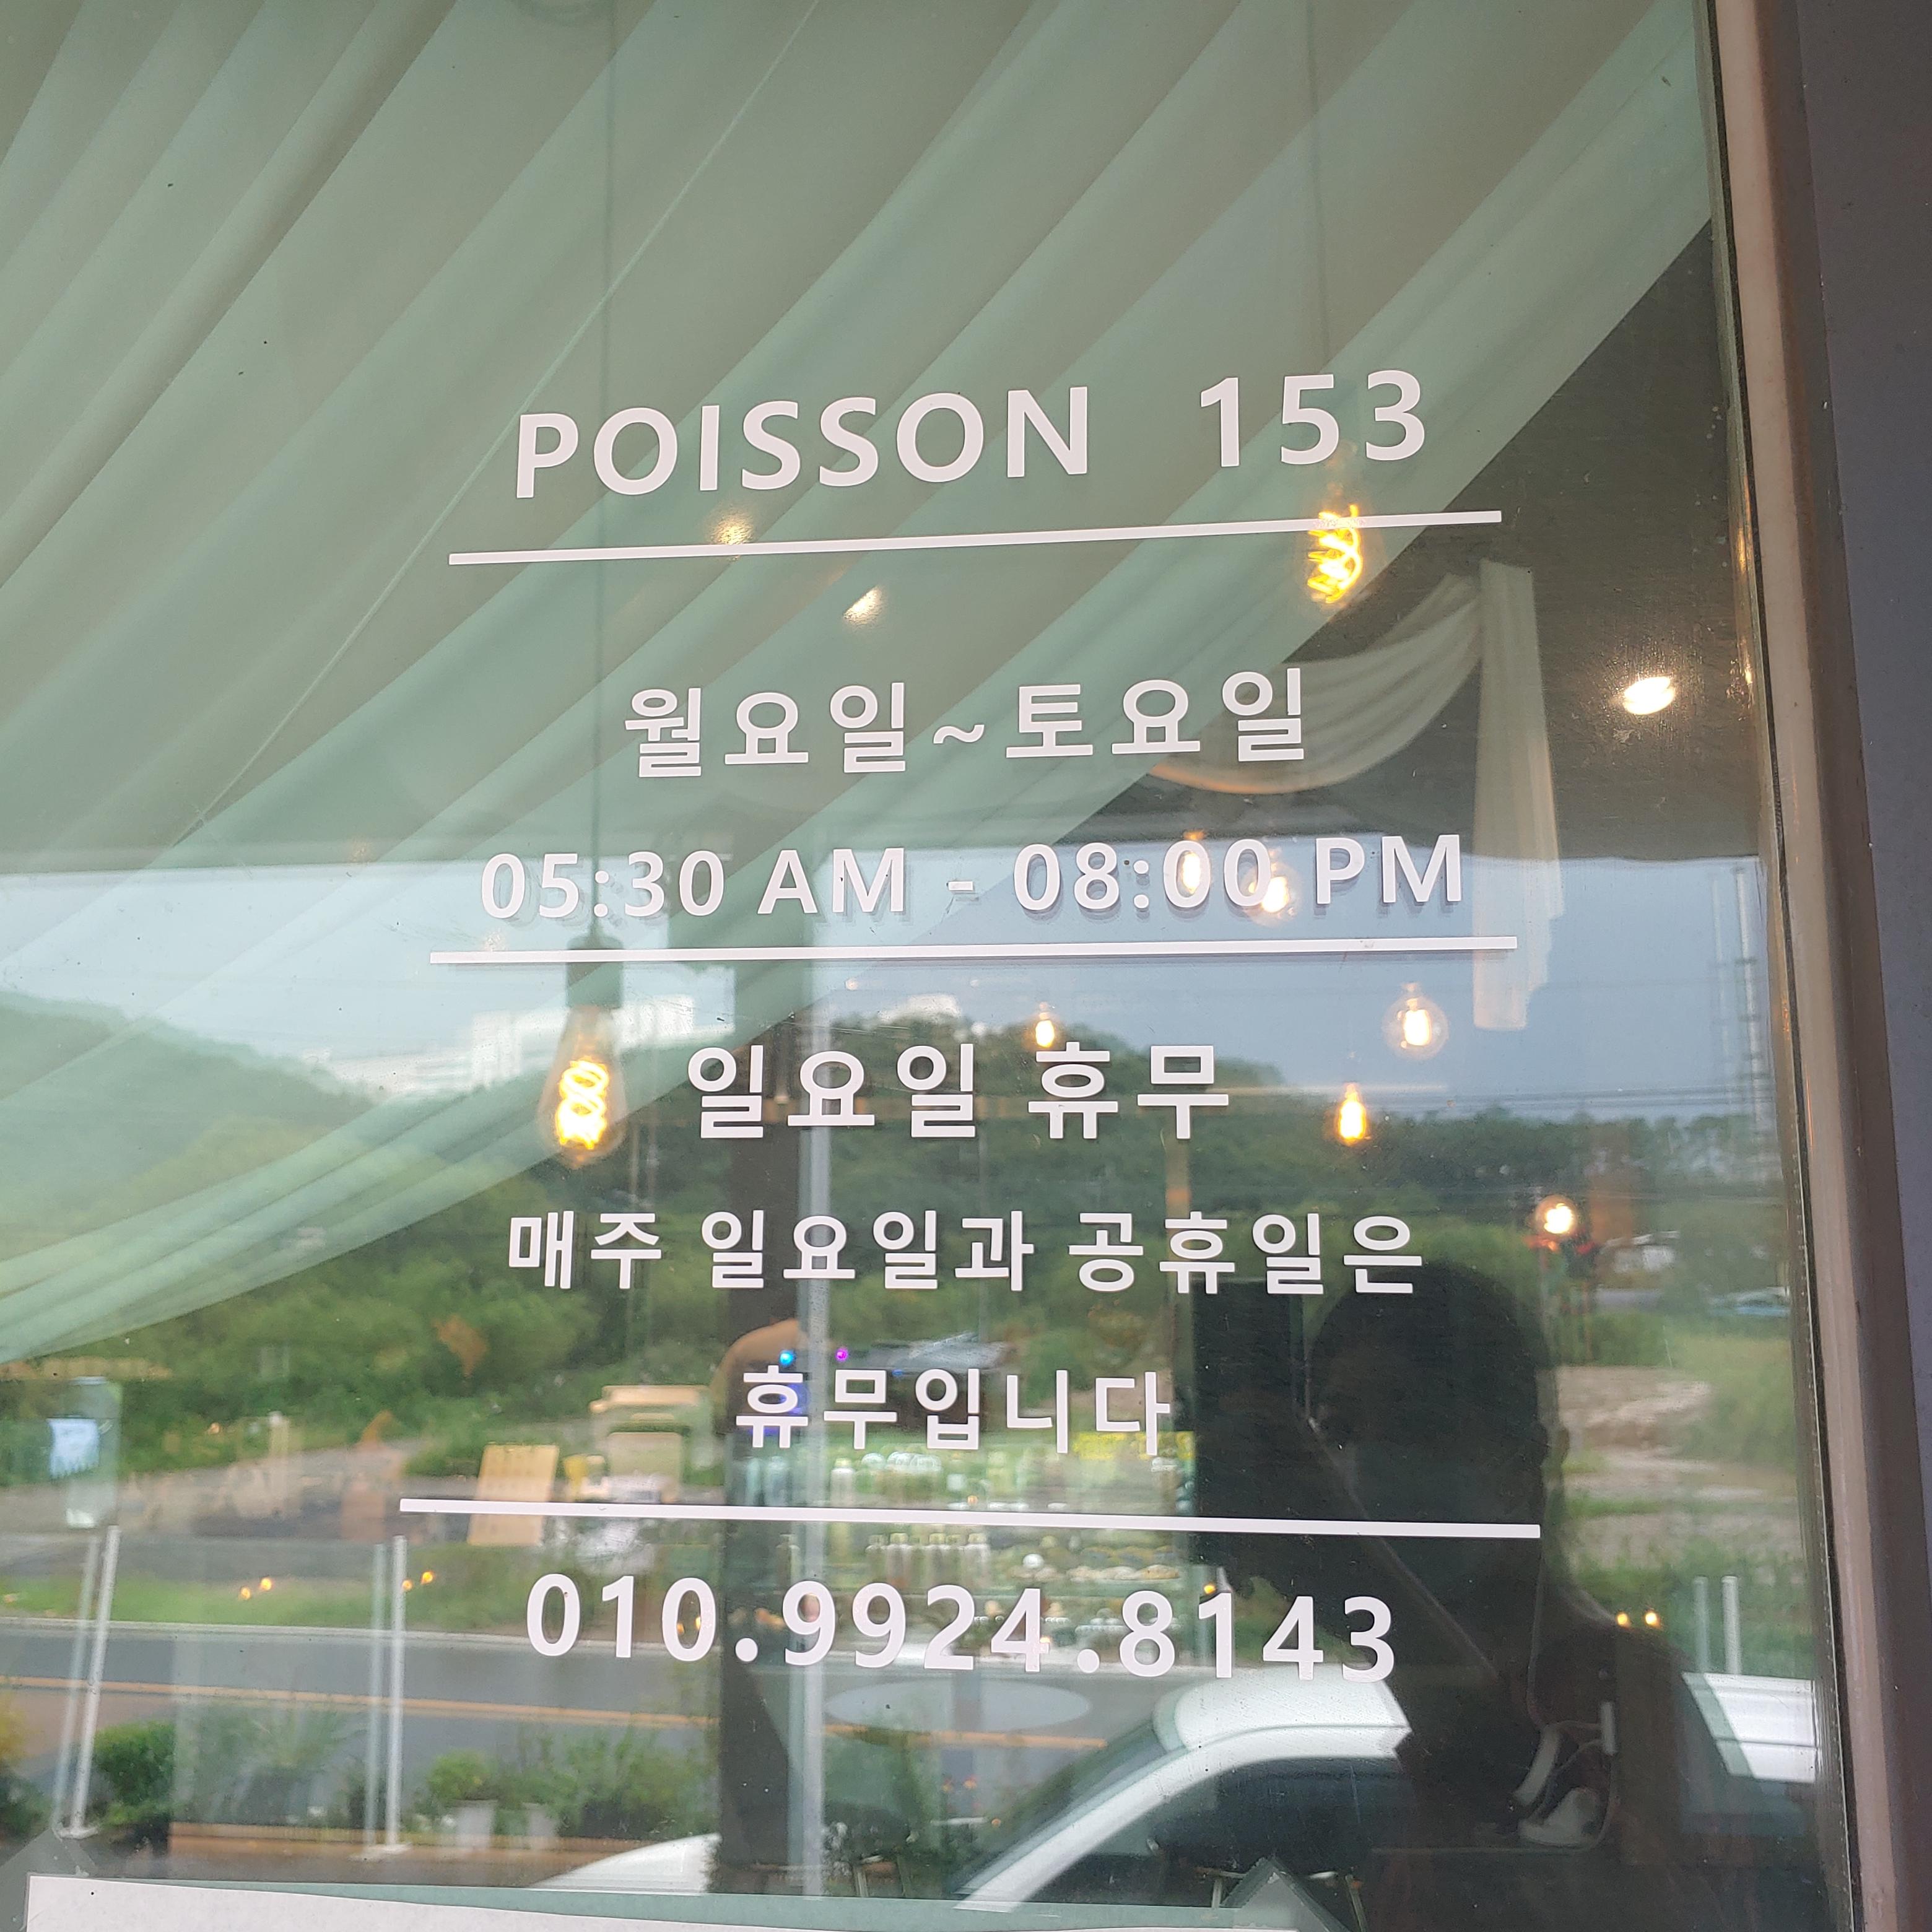 POISSON 153
월요일~토요일
05:30 AM - 08:00 PM
일요일 휴무
매주 일요일과 공휴일은
휴무입니다
010.9924.8143